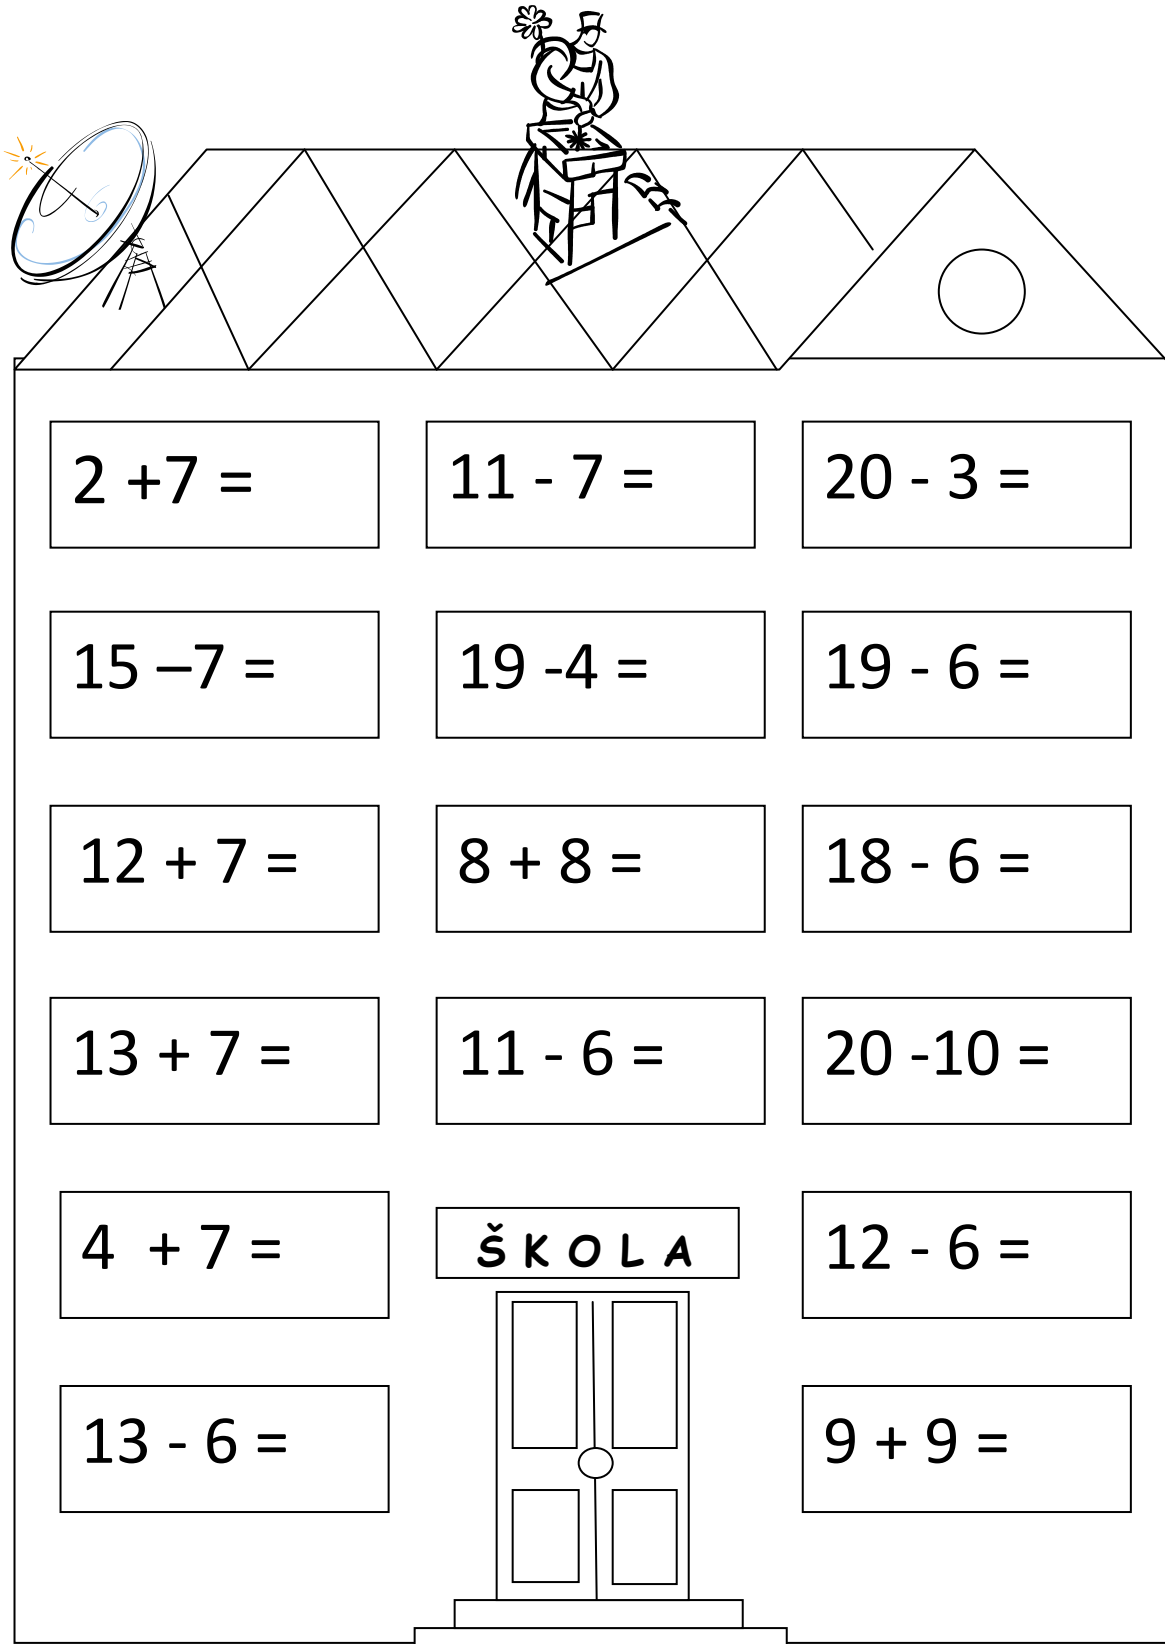 2 +7 =
11 - 7 =
20 - 3 =
15 –7 =
19 -4 =
19 - 6 =
12 + 7 =
8 + 8 =
18 - 6 =
13 + 7 =
11 - 6 =
20 -10 =
4  + 7 =
ŠKOLA
12 - 6 =
13 - 6 =
9 + 9 =